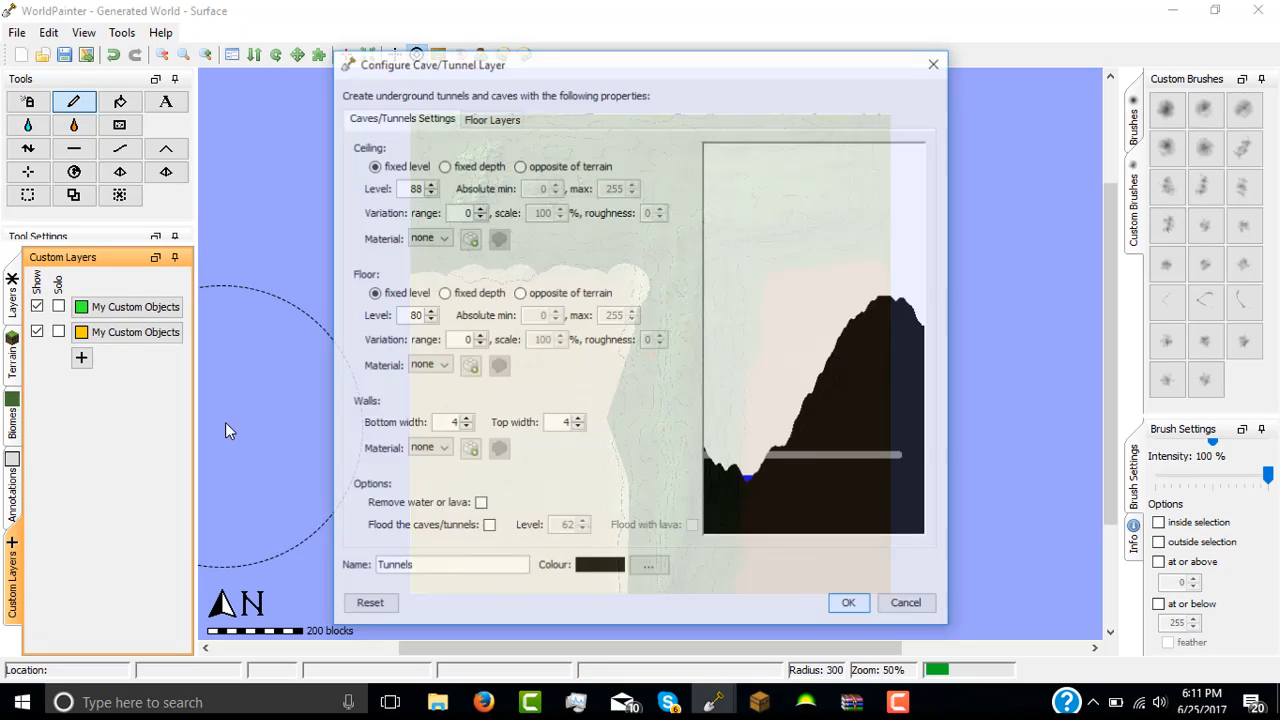 WorldPainter - Generated World - Surface
File Edit View Tools Help
Tools
Tool Settings
Custom Layers
Show
Solo
My Custom Objects
My Custom Objects
Layers
Terrain
Biomes
Annotations
Custom Layers
N
200 blocks
Configure Cave/Tunnel Layer
Create underground tunnels and caves with the following properties:
Caves/Tunnels Settings Floor Layers
Ceiling:
fixed level fixed depth opposite of terrain
Level: 88 Absolute min: 0 , max: 255
Variation: range: 0 , scale: 100 %, roughness: 0
Material: none
Floor:
fixed level fixed depth opposite of terrain
Level: 80 Absolute min: 0 , max: 255
Variation: range: 0 , scale: 100 %, roughness: 0
Material: none
Walls:
Bottom width: 4 Top width: 4
Material: none
Options:
Remove water or lava:
Flood the caves/tunnels: Level: 62 Flood with lava:
Name: Tunnels Colour: ...
Reset OK Cancel
Brushes
Custom Brushes
Brush Settings
Info
Custom Brushes
Brush Settings
Intensity: 100 %
Options
inside selection
outside selection
at or above
0
at or below
255
feather
Location: Radius: 300 Zoom: 50%
Type here to search
10
6
6:11 PM
6/25/2017
20